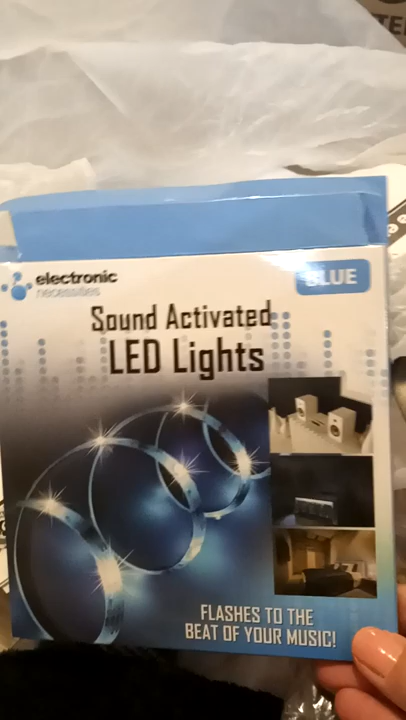 electronic
necessities
BLUE
Sound Activated
LED Lights
FLASHES TO THE
BEAT OF YOUR MUSIC!